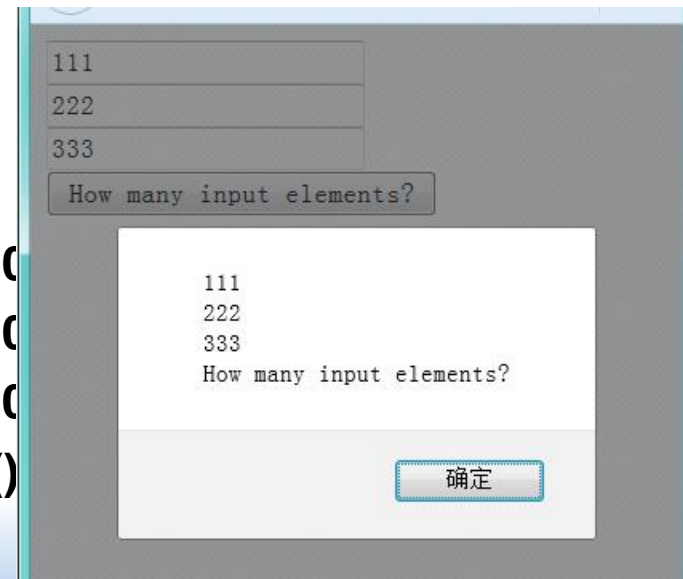 111
222
333
How many input elements?
111
222
333
How many input elements?
确定
()